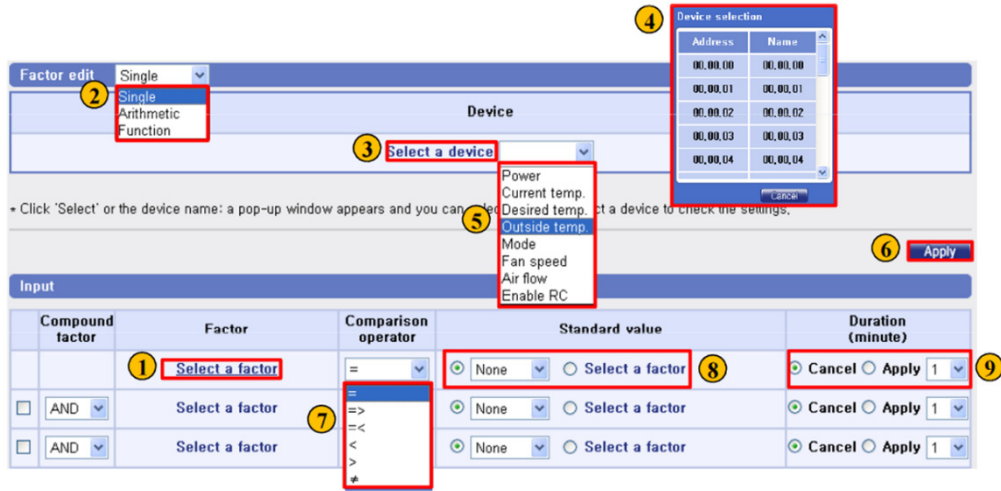 4
Device selection
Address Name
00,00,00 00,00,00
00,00,01 00,00,01
00,00,02 00,00,02
00,00,03 00,00,03
00,00,04 00,00,04
Cancel
Factor edit Single
2
Single
Arithmetic
Function
Device
3 Select a device
Power
Current temp.
Desired temp.
Outside temp.
Mode
Fan speed
Air flow
Enable RC
5
* Click 'Select' or the device name: a pop-up window appears and you can ct a device to check the settings.
6 Apply
Input
Compound factor Factor Comparison operator Standard value Duration (minute)
1 Select a factor = None Select a factor 8 Cancel Apply 1 9
7
=
=>
=<
<
>
≠
AND Select a factor None Select a factor Cancel Apply 1
AND Select a factor None Select a factor Cancel Apply 1